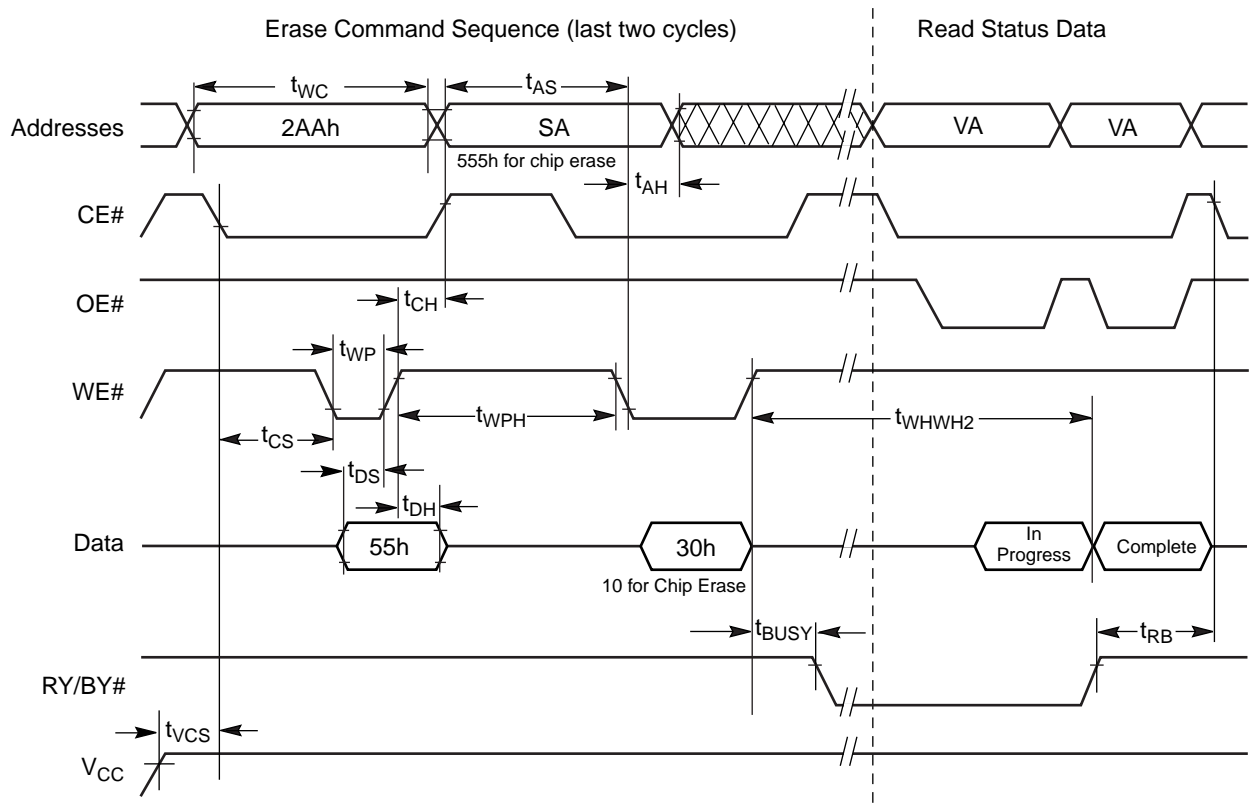 Erase Command Sequence (last two cycles)
Read Status Data
tWC
tAS
Addresses
2AAh
SA
VA
VA
555h for chip erase
tAH
CE#
OE#
tCH
tWP
WE#
tWPH
tWHWH2
tCS
tDS
tDH
Data
55h
30h
In
Progress
Complete
10 for Chip Erase
tBUSY
tRB
RY/BY#
tVCS
VCC